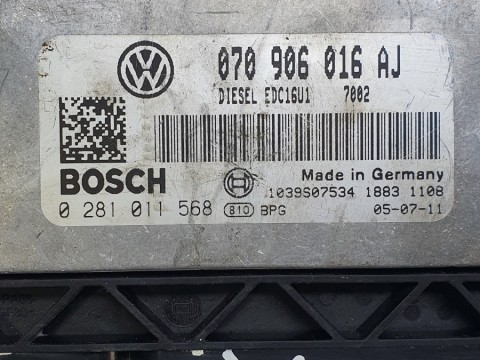 070 906 016 AJ
DIESEL EDC16U1 7002
BOSCH
Made in Germany
1039S07534 1883 1108
0 281 011 568 810 BPG 05-07-11